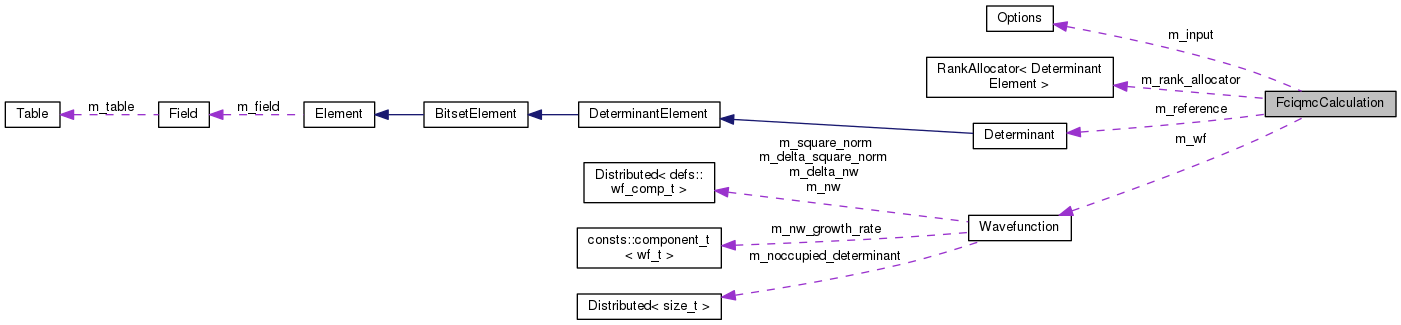 Options
m_input
RankAllocator< Determinant
Element >
m_rank_allocator
FciqmcCalculation
Table
m_table
Field
m_field
Element
BitsetElement
DeterminantElement
m_reference
Determinant
m_wf
m_square_norm
m_delta_square_norm
m_delta_nw
m_nw
Distributed< defs::
wf_comp_t >
Wavefunction
m_nw_growth_rate
consts::component_t
< wf_t >
m_noccupied_determinant
Distributed< size_t >